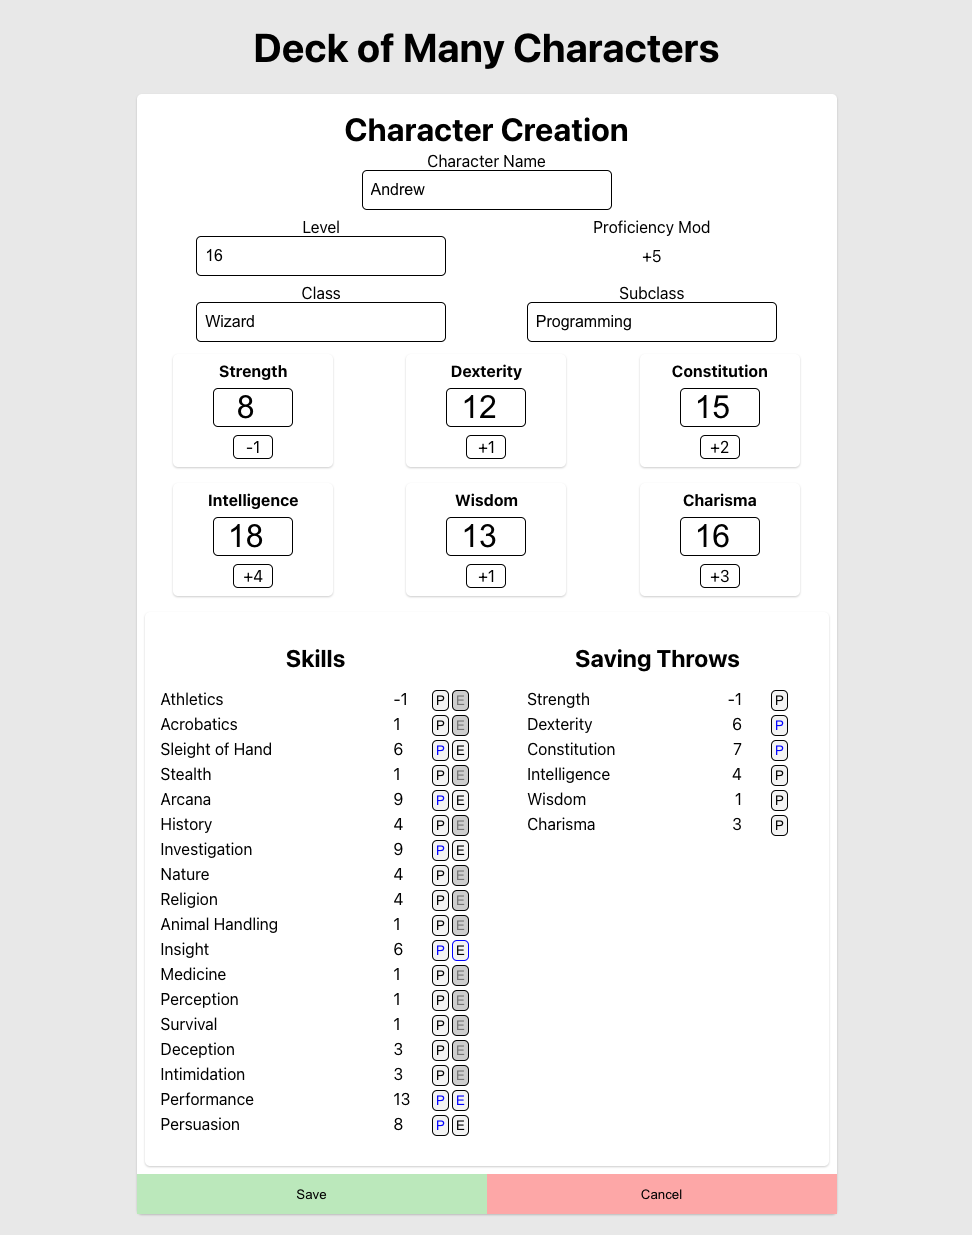 Deck of Many Characters
Character Creation
Character Name
Andrew
Level Proficiency Mod
16 +5
Class Subclass
Wizard Programming
Strength Dexterity Constitution
8 12 15
-1 +1 +2
Intelligence Wisdom Charisma
18 13 16
+4 +1 +3
Skills Saving Throws
Athletics -1 P E Strength -1 P
Acrobatics 1 P E Dexterity 6 P
Sleight of Hand 6 P E Constitution 7 P
Stealth 1 P E Intelligence 4 P
Arcana 9 P E Wisdom 1 P
History 4 P E Charisma 3 P
Investigation 9 P E
Nature 4 P E
Religion 4 P E
Animal Handling 1 P E
Insight 6 P E
Medicine 1 P E
Perception 1 P E
Survival 1 P E
Deception 3 P E
Intimidation 3 P E
Performance 13 P E
Persuasion 8 P E
Save Cancel